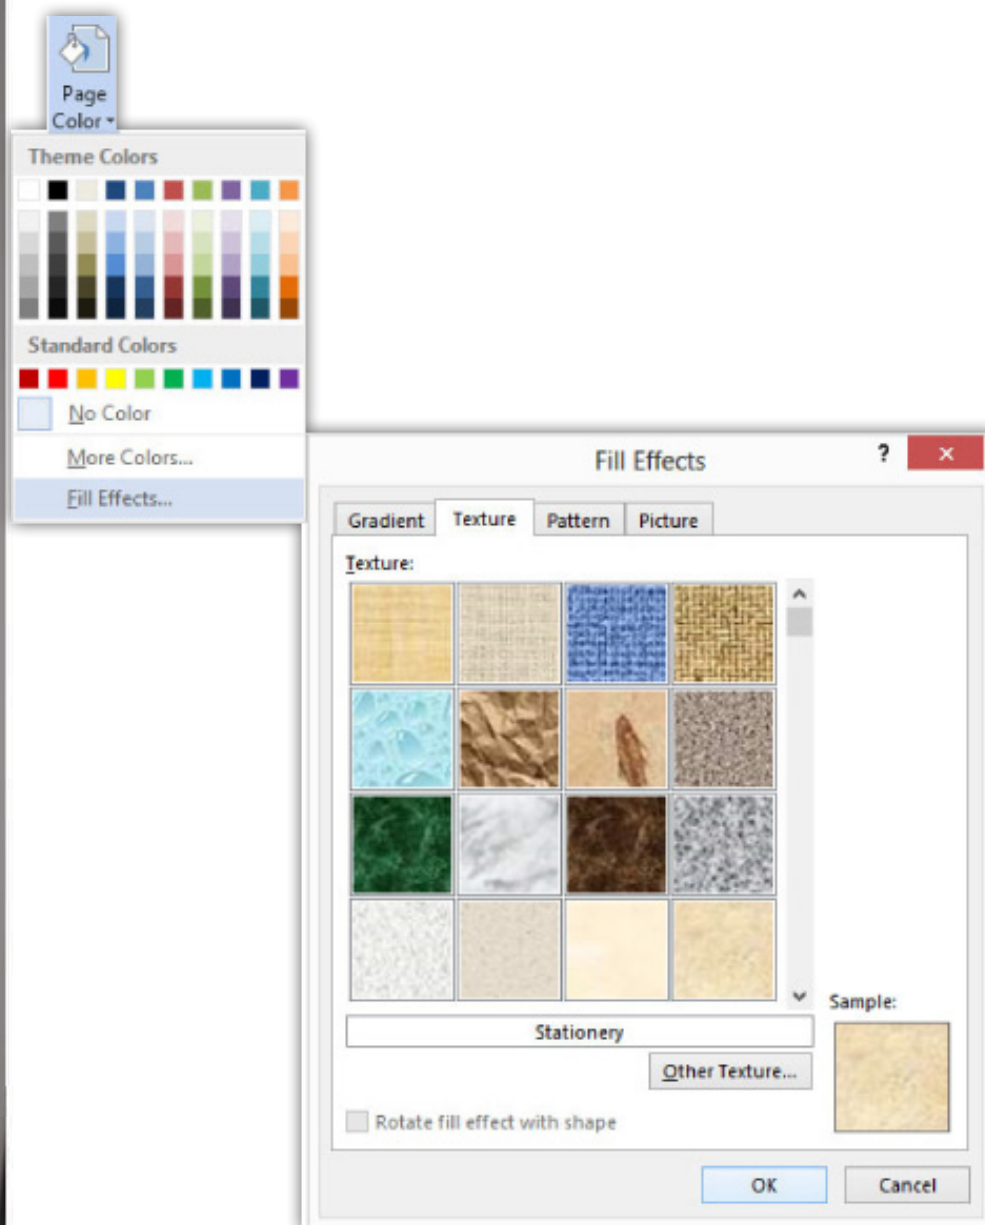 Page
Color
Theme Colors
Standard Colors
No Color
More Colors...
Fill Effects...
Fill Effects
?
Gradient Texture Pattern Picture
Texture:
Sample:
Stationery
Other Texture...
Rotate fill effect with shape
OK Cancel